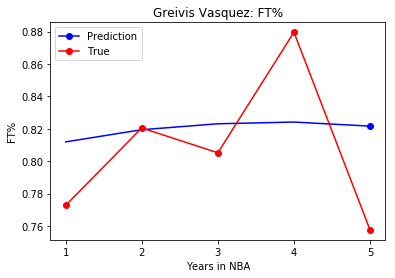 Greivis Vasquez: FT%
Prediction
True
FT%
0.88
0.86
0.84
0.82
0.80
0.78
0.76
1 2 3 4 5
Years in NBA